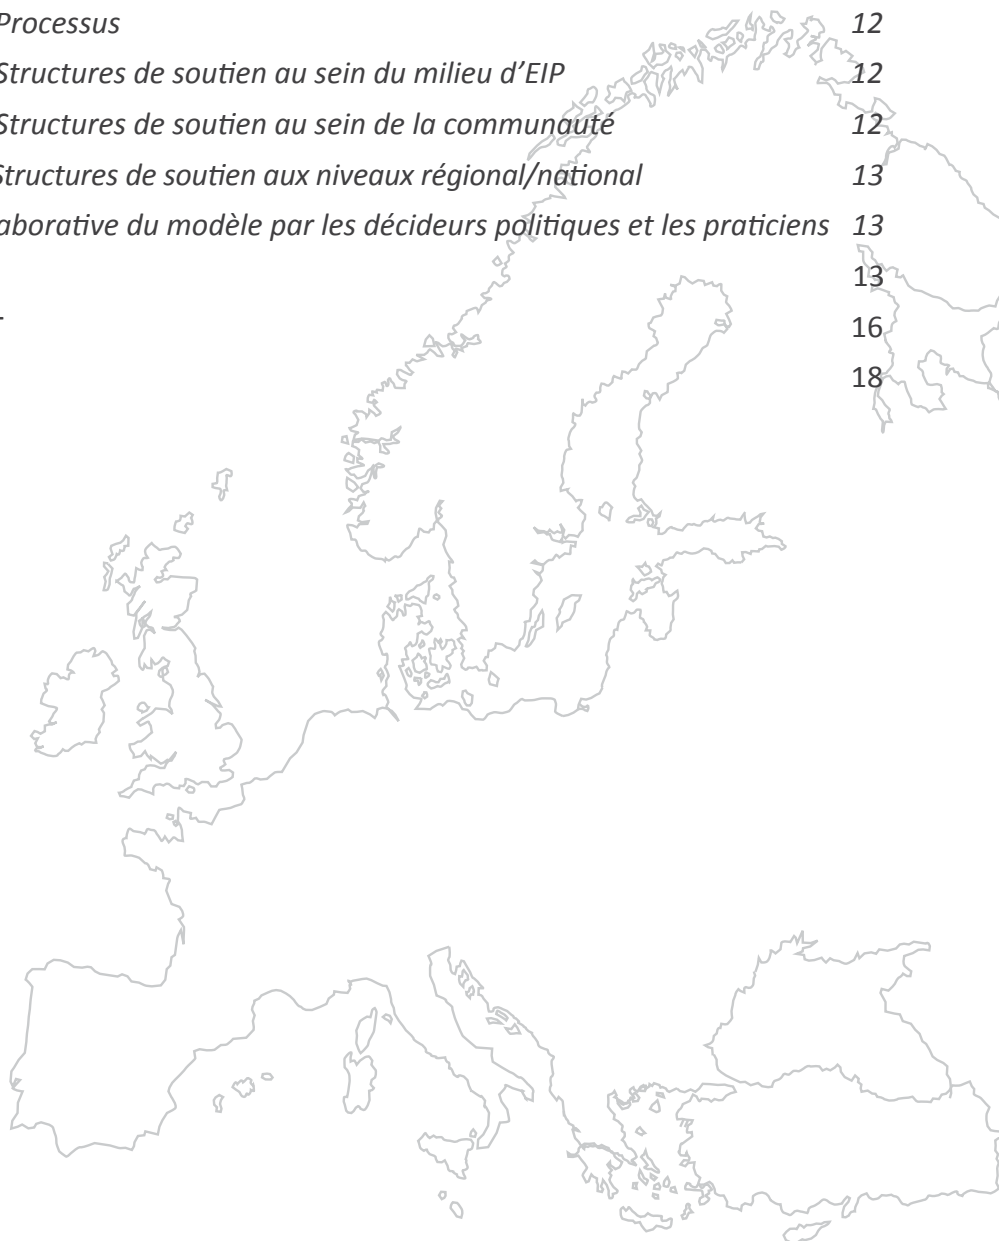 Processus 12
Structures de soutien au sein du milieu d’EIP 12
Structures de soutien au sein de la communauté 12
Structures de soutien aux niveaux régional/national 13
aborative du modèle par les décideurs politiques et les praticiens 13
13
16
18